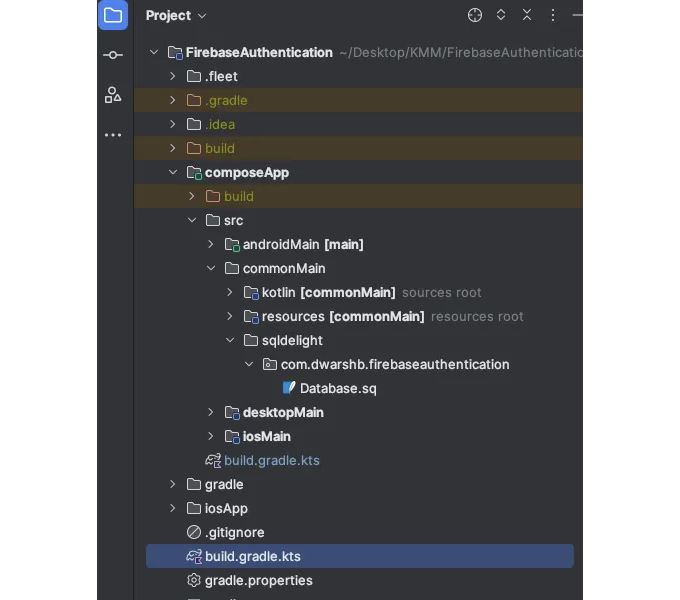 Project
FirebaseAuthentication ~/Desktop/KMM/FirebaseAuthenticatio
.fleet
.gradle
.idea
build
composeApp
build
src
androidMain [main]
commonMain
kotlin [commonMain] sources root
resources [commonMain] resources root
sqldelight
com.dwarshb.firebaseauthentication
Database.sq
desktopMain
iosMain
build.gradle.kts
gradle
iosApp
.gitignore
build.gradle.kts
gradle.properties